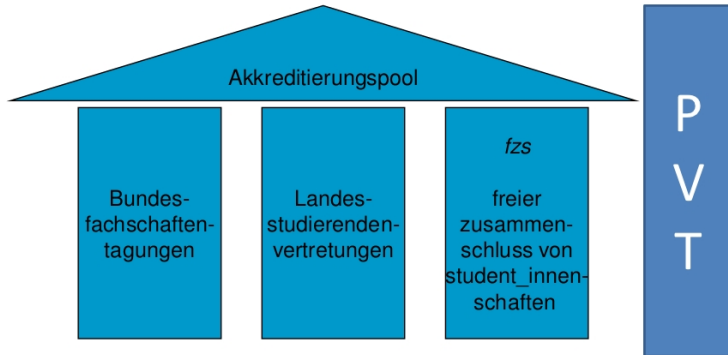 Akkreditierungspool
Bundes-
fachschaften-
tagungen
Landes-
studierenden-
vertretungen
fzs
freier
zusammen-
schluss von
student_innen-
schaften
P
V
T